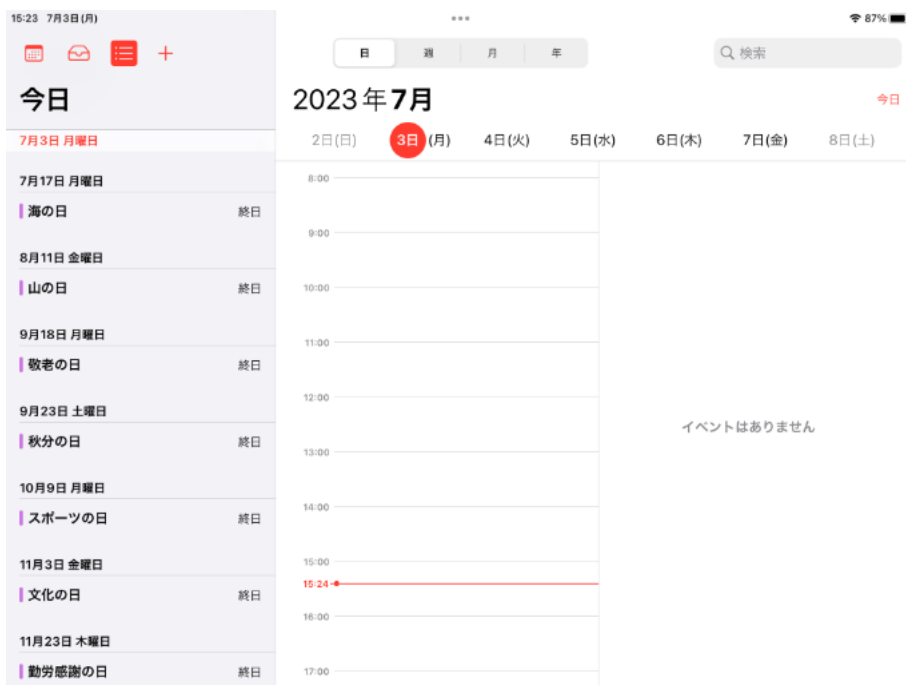 15:23 7月3日(月)
87%
日 週 月 年
検索
今日
2023年7月
今日
2日(日) 3日(月) 4日(火) 5日(水) 6日(木) 7日(金) 8日(土)
7月3日 月曜日
7月17日 月曜日
海の日 終日
8月11日 金曜日
山の日 終日
9月18日 月曜日
敬老の日 終日
9月23日 土曜日
秋分の日 終日
10月9日 月曜日
スポーツの日 終日
11月3日 金曜日
文化の日 終日
11月23日 木曜日
勤労感謝の日 終日
8:00
9:00
10:00
11:00
12:00
13:00
14:00
15:00
15:24
16:00
17:00
イベントはありません